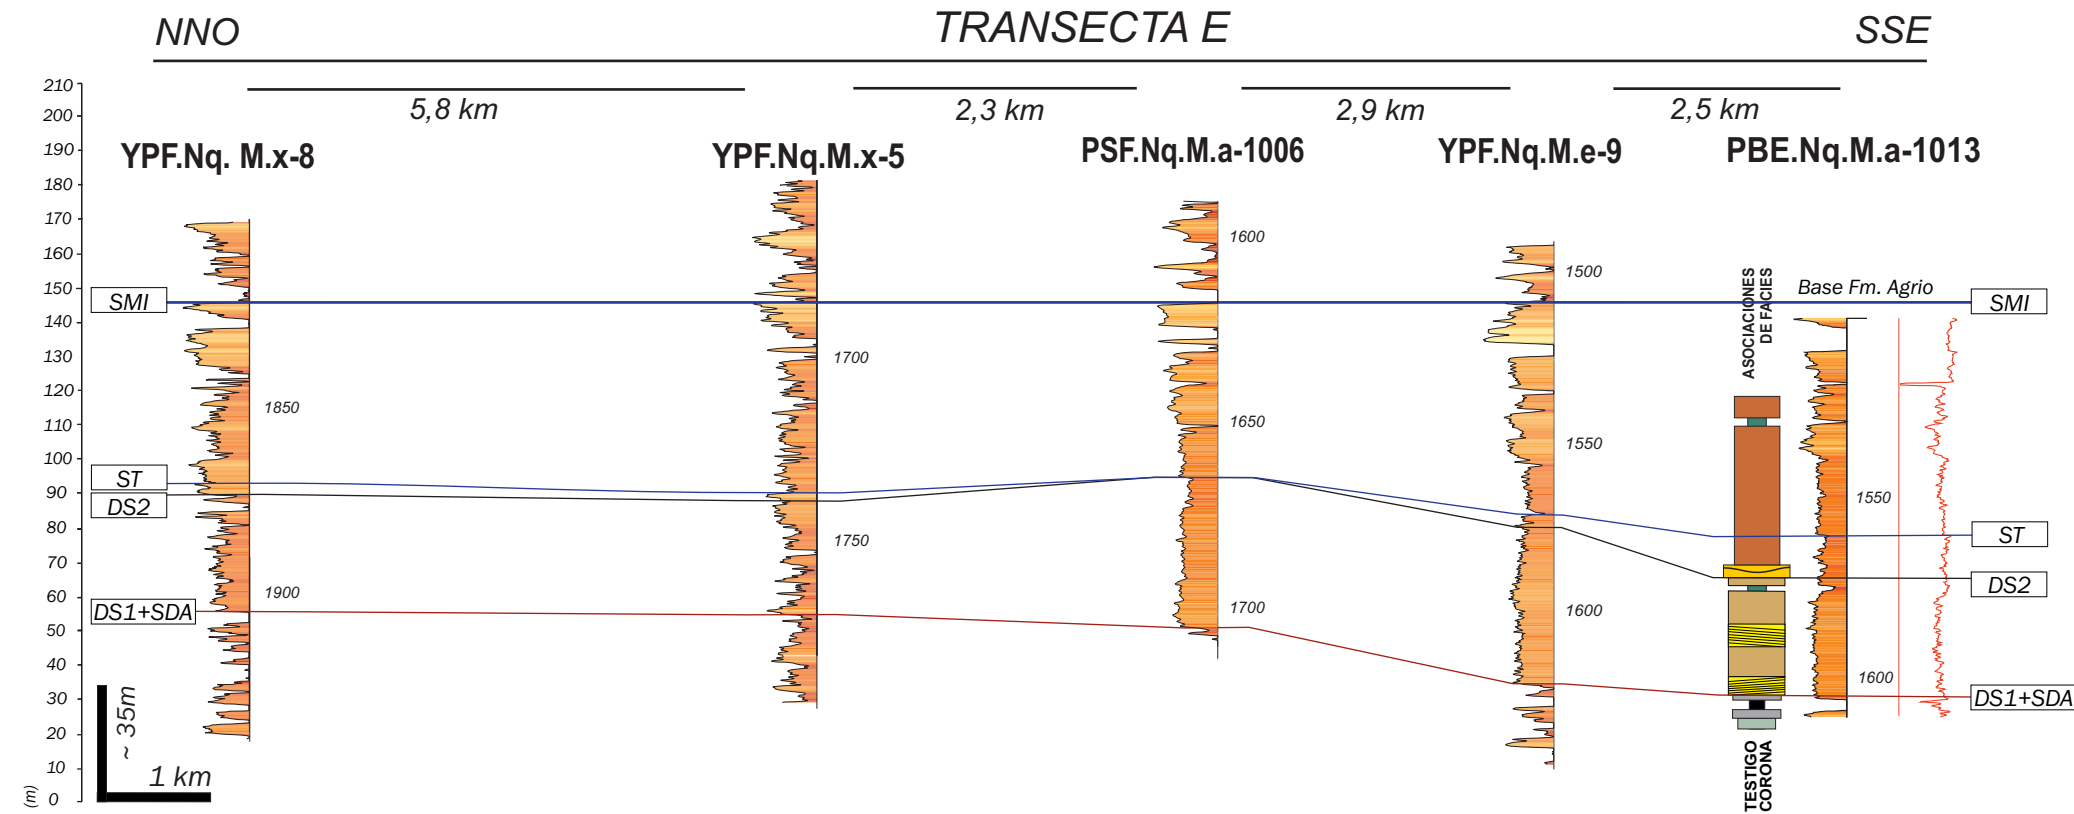 NNO
TRANSECTA E
SSE
5,8 km
2,3 km
2,9 km
2,5 km
YPF.Nq. M.x-8
YPF.Nq.M.x-5
PSF.Nq.M.a-1006
YPF.Nq.M.e-9
PBE.Nq.M.a-1013
210
200
190
180
170
160
150
140
130
120
110
100
90
80
70
60
50
40
30
20
10
0
(m)
SMI
ST
DS2
DS1+SDA
~ 35m
1 km
1850
1900
1700
1750
1600
1650
1700
1500
1550
1600
ASOCIACIONES
DE FACIES
TESTIGO
CORONA
Base Fm. Agrio
1550
1600
SMI
ST
DS2
DS1+SDA